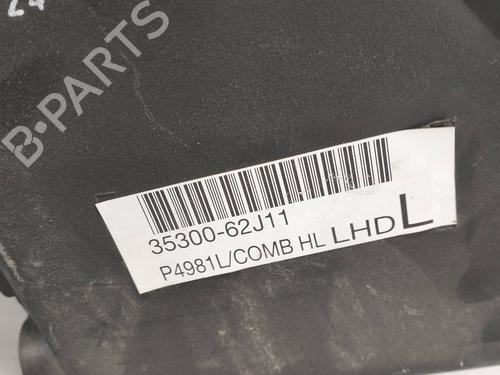 B-PARTS
35300-62J11
P4981L/COMB HL LHD L